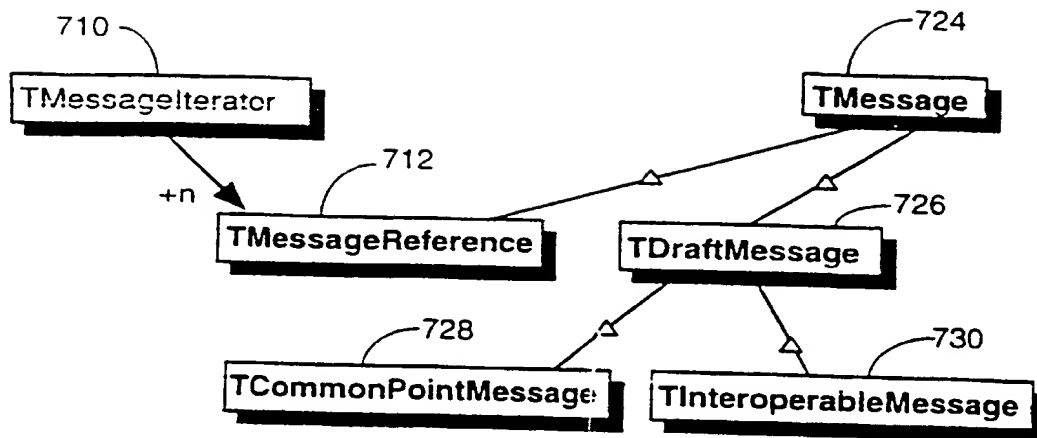 710
724
TMessageIterator
TMessage
712
+n
726
TMessageReference
TDraftMessage
728
730
TCommonPointMessage
TInteroperableMessage